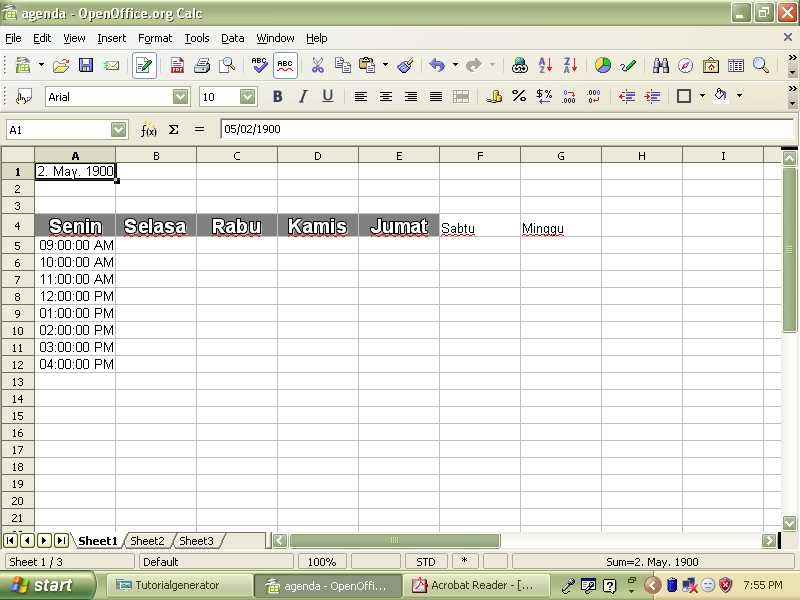 agenda - OpenOffice.org Calc
File Edit View Insert Format Tools Data Window Help
ABC ABC
Arial 10 B I U
A1 f(x) Σ = 05/02/1900
A B C D E F G H I
1 2. May. 1900
2
3
4 Senin Selasa Rabu Kamis Jumat Sabtu Minggu
5 09:00:00 AM
6 10:00:00 AM
7 11:00:00 AM
8 12:00:00 PM
9 01:00:00 PM
10 02:00:00 PM
11 03:00:00 PM
12 04:00:00 PM
13
14
15
16
17
18
19
20
21
Sheet1 Sheet2 Sheet3
Sheet 1 / 3 Default 100% STD * Sum=2. May. 1900
start Tutorialgenerator agenda - OpenOffi... Acrobat Reader - [... 7:55 PM